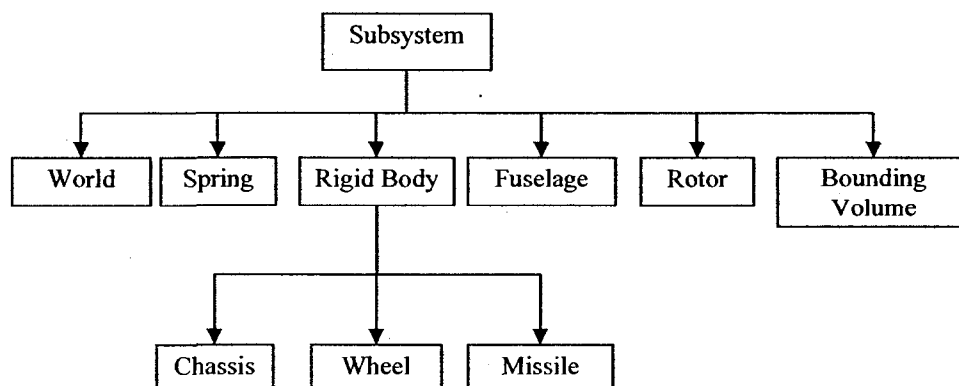 Subsystem
World
Spring
Rigid Body
Fuselage
Rotor
Bounding
Volume
Chassis
Wheel
Missile